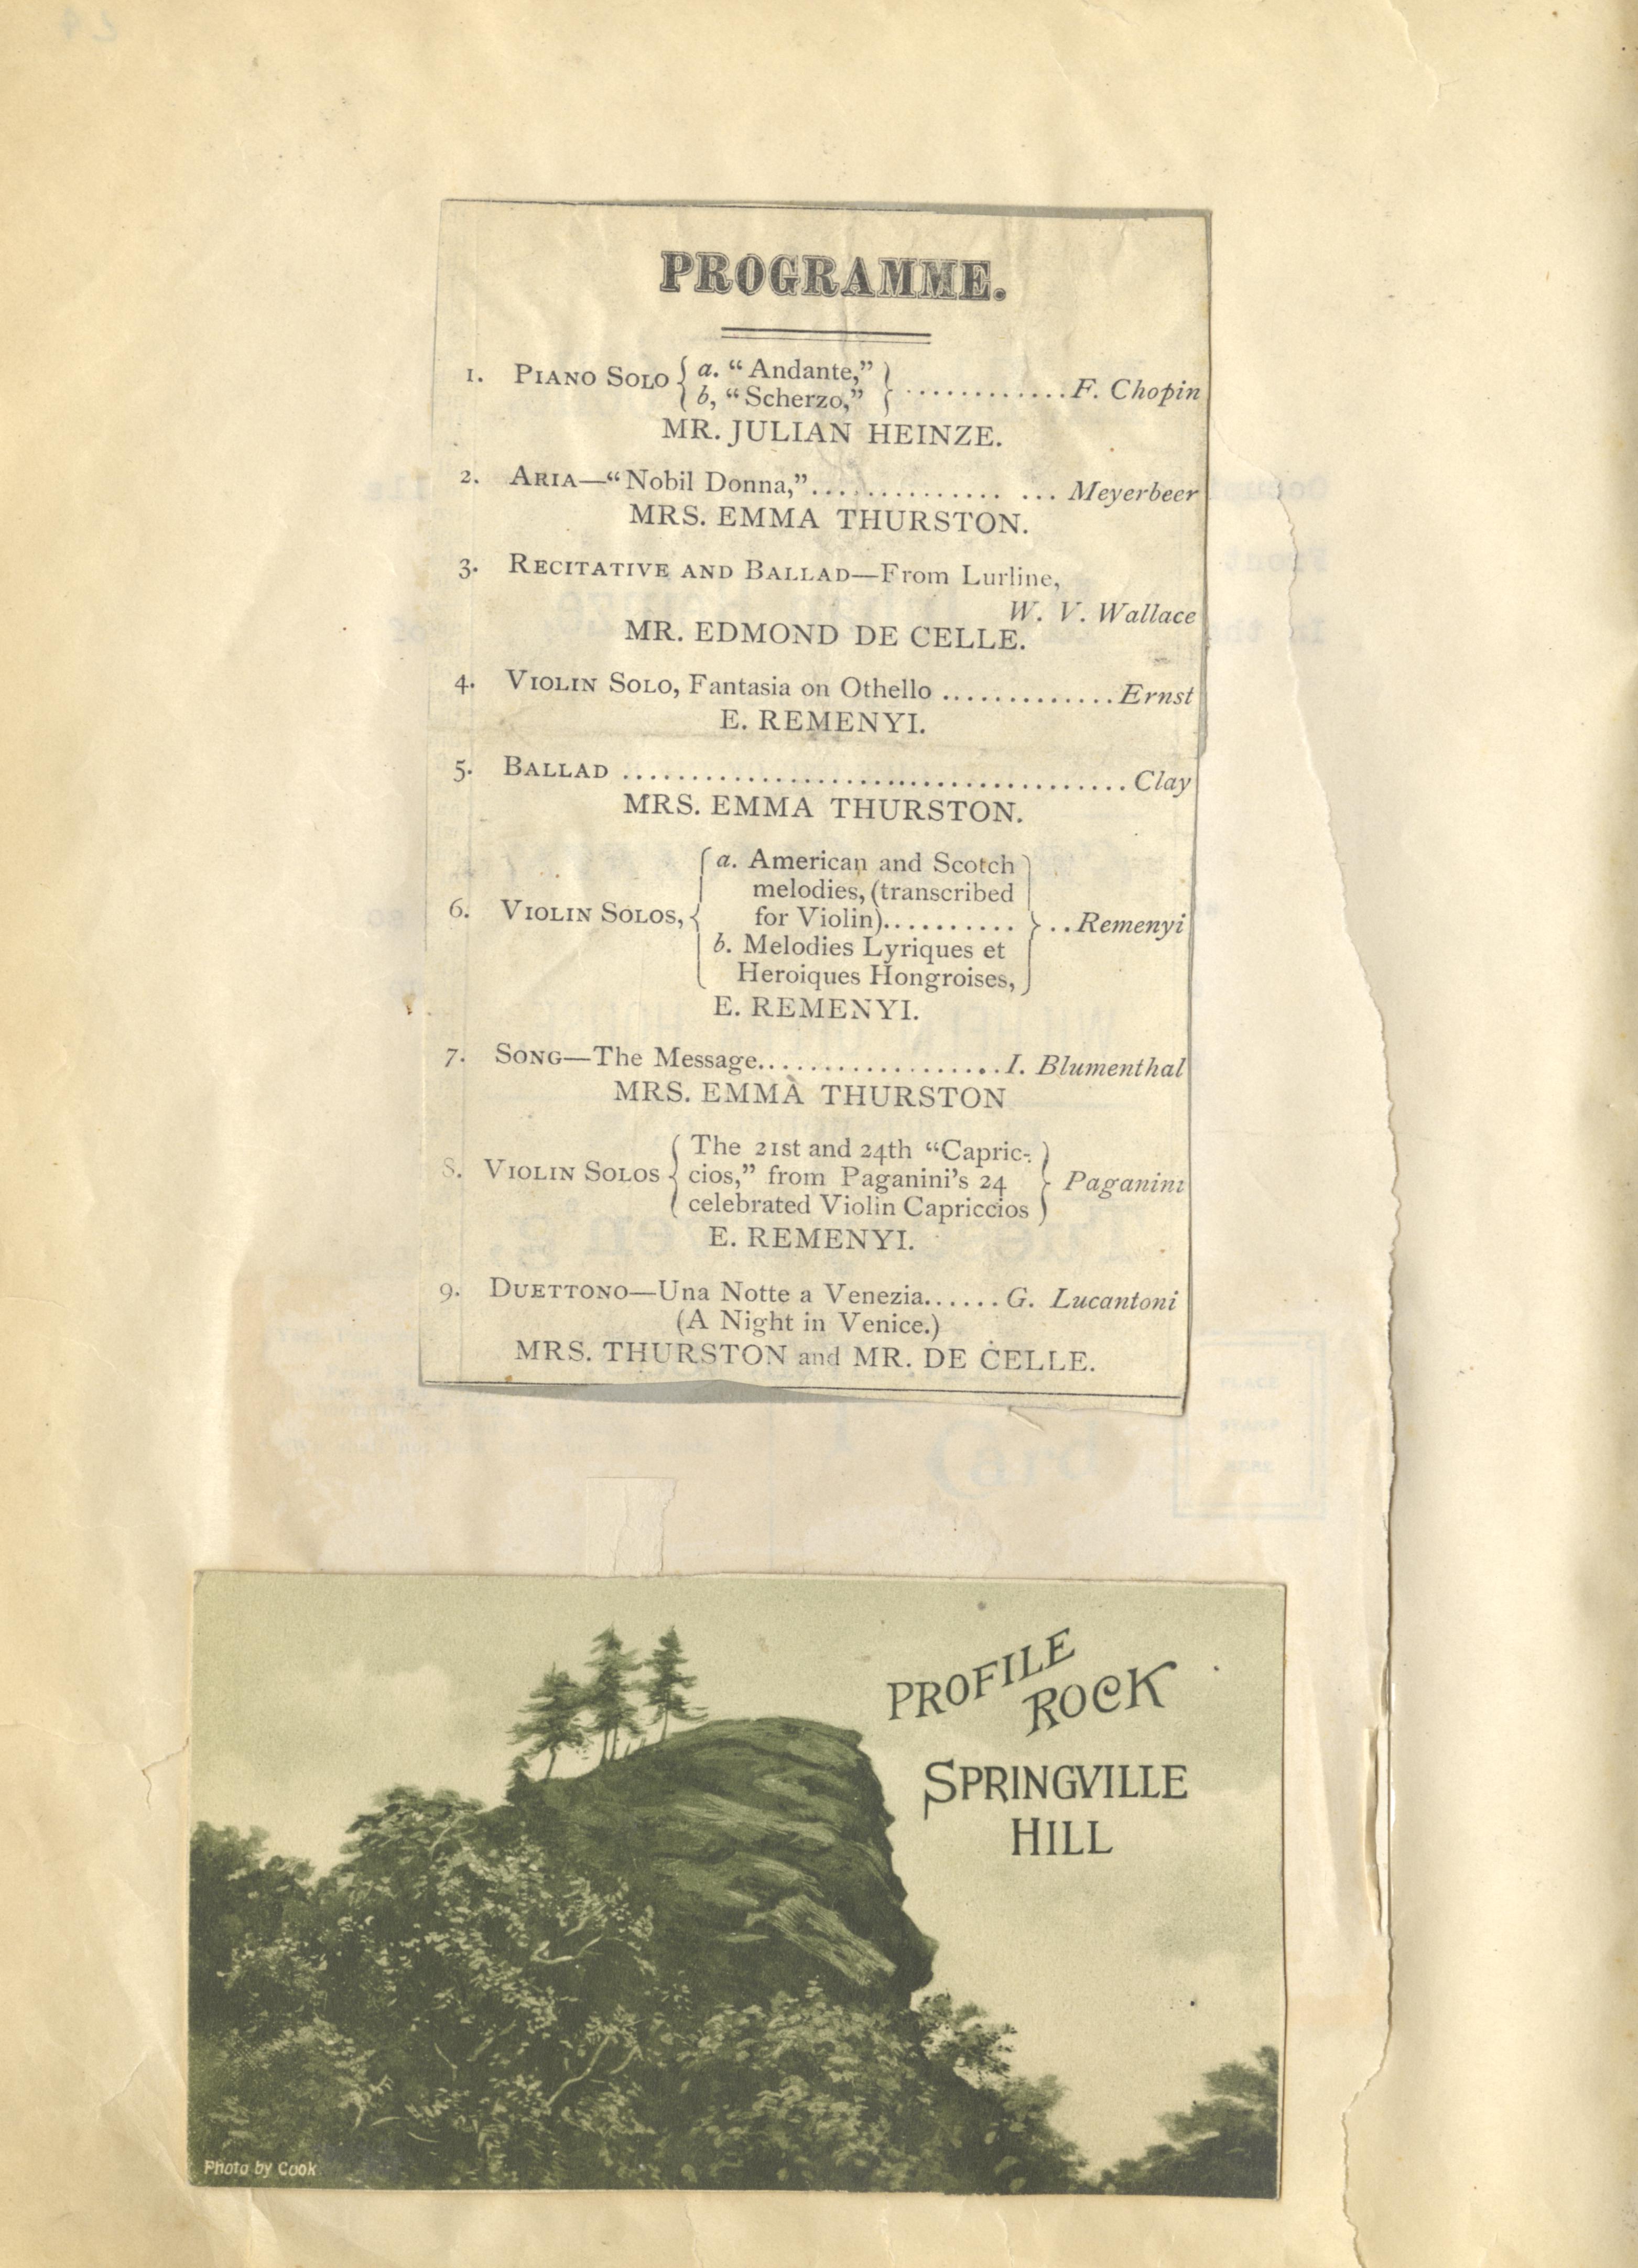 PROGRAMME.
1. PIANO SOLO { a. "Andante," } ............F. Chopin
b, "Scherzo,"
MR. JULIAN HEINZE.
2. ARIA—"Nobil Donna,"............... ... Meyerbeer
MRS. EMMA THURSTON.
3. RECITATIVE AND BALLAD—From Lurline,
W. V. Wallace
MR. EDMOND DE CELLE.
4. VIOLIN SOLO, Fantasia on Othello .............Ernst
E. REMENYI.
5. BALLAD .....................................Clay
MRS. EMMA THURSTON.
a. American and Scotch
melodies, (transcribed
6. VIOLIN SOLOS, { for Violin).......... } ..Remenyi
b. Melodies Lyriques et
Heroiques Hongroises,
E. REMENYI.
7. SONG—The Message..................I. Blumenthal
MRS. EMMA THURSTON
The 21st and 24th "Capric-
8. VIOLIN SOLOS { cios," from Paganini's 24 } Paganini
celebrated Violin Capriccios
E. REMENYI.
9. DUETTONO—Una Notte a Venezia......G. Lucantoni
(A Night in Venice.)
MRS. THURSTON and MR. DE CELLE.
PROFILE
ROCK
SPRINGVILLE
HILL
Photo by Cook